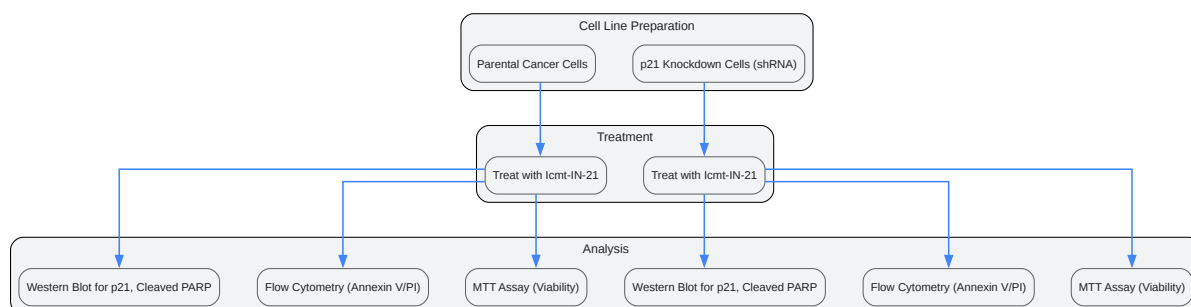 Cell Line Preparation
Parental Cancer Cells
p21 Knockdown Cells (shRNA)
Treatment
Treat with Icmt-IN-21
Treat with Icmt-IN-21
Analysis
Western Blot for p21, Cleaved PARP
Flow Cytometry (Annexin V/PI)
MTT Assay (Viability)
Western Blot for p21, Cleaved PARP
Flow Cytometry (Annexin V/PI)
MTT Assay (Viability)